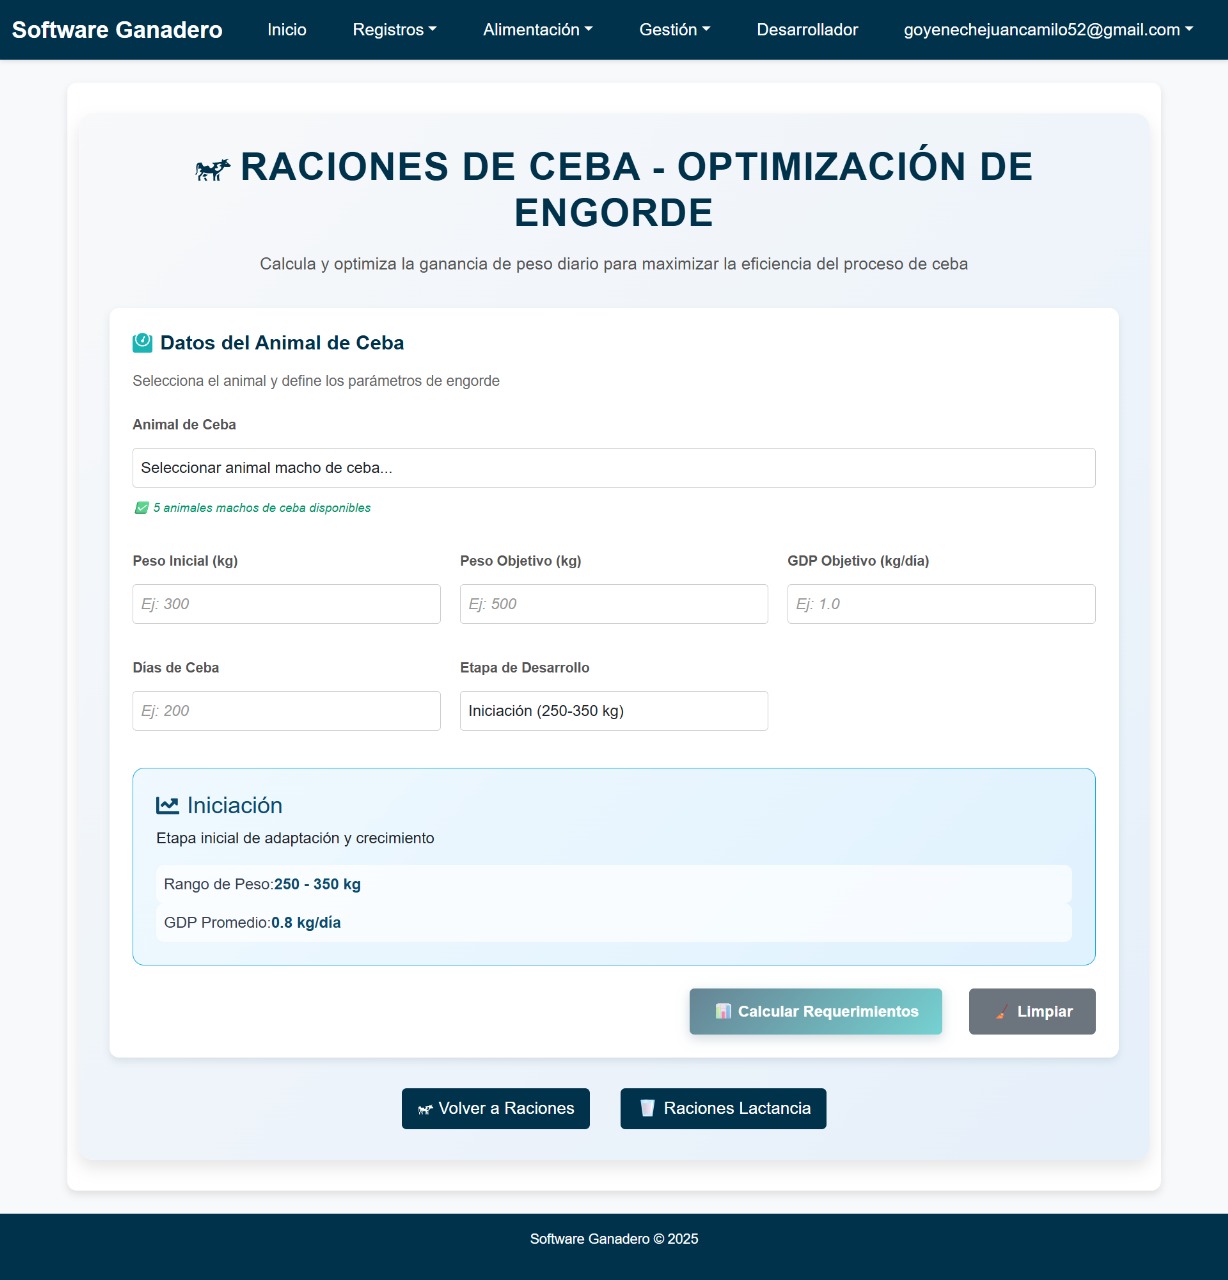 Software Ganadero Inicio Registros Alimentación Gestión Desarrollador goyenechejuancamilo52@gmail.com
RACIONES DE CEBA - OPTIMIZACIÓN DE
ENGORDE
Calcula y optimiza la ganancia de peso diario para maximizar la eficiencia del proceso de ceba
Datos del Animal de Ceba
Selecciona el animal y define los parámetros de engorde
Animal de Ceba
Seleccionar animal macho de ceba...
5 animales machos de ceba disponibles
Peso Inicial (kg) Peso Objetivo (kg) GDP Objetivo (kg/día)
Ej: 300 Ej: 500 Ej: 1.0
Días de Ceba Etapa de Desarrollo
Ej: 200 Iniciación (250-350 kg)
Iniciación
Etapa inicial de adaptación y crecimiento
Rango de Peso:250 - 350 kg
GDP Promedio:0.8 kg/día
Calcular Requerimientos Limpiar
Volver a Raciones Raciones Lactancia
Software Ganadero © 2025